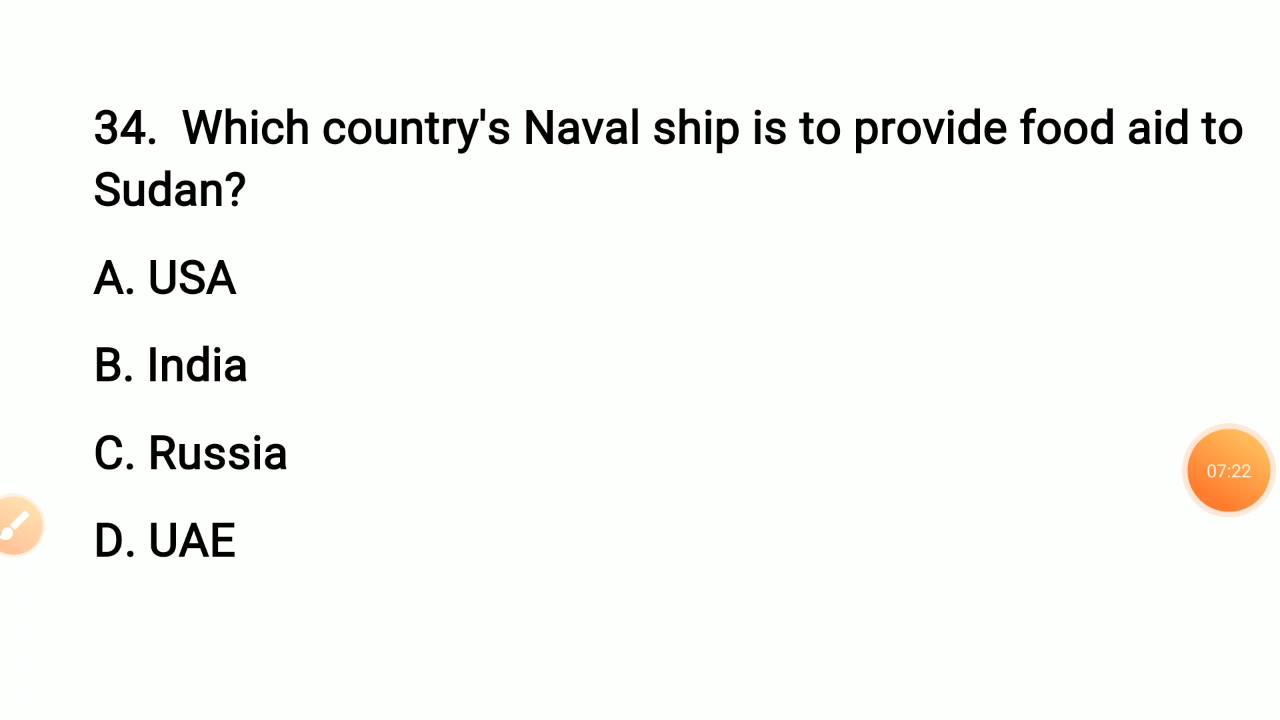 34. Which country's Naval ship is to provide food aid to
Sudan?
A. USA
B. India
C. Russia
07:22
D. UAE